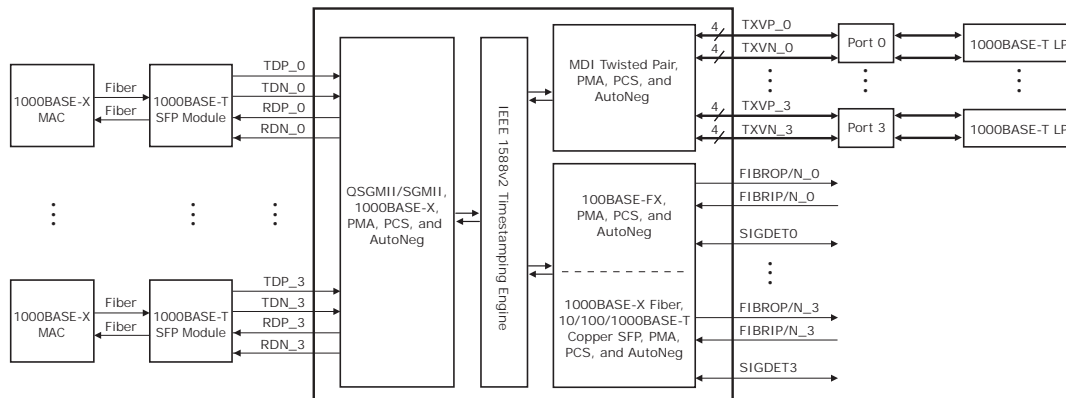 1000BASE-X
MAC
Fiber
Fiber
1000BASE-T
SFP Module
TDP_0
TDN_0
RDP_0
RDN_0
1000BASE-X
MAC
Fiber
Fiber
1000BASE-T
SFP Module
TDP_3
TDN_3
RDP_3
RDN_3
QSGMII/SGMII,
1000BASE-X,
PMA, PCS, and
AutoNeg
IEEE 1588v2 Timestamping Engine
MDI Twisted Pair,
PMA, PCS, and
AutoNeg
4
TXVP_0
4
TXVN_0
4
TXVP_3
4
TXVN_3
Port 0
Port 3
1000BASE-T LP
1000BASE-T LP
100BASE-FX,
PMA, PCS, and
AutoNeg
1000BASE-X Fiber,
10/100/1000BASE-T
Copper SFP, PMA,
PCS, and AutoNeg
FIBROP/N_0
FIBRIP/N_0
SIGDET0
FIBROP/N_3
FIBRIP/N_3
SIGDET3